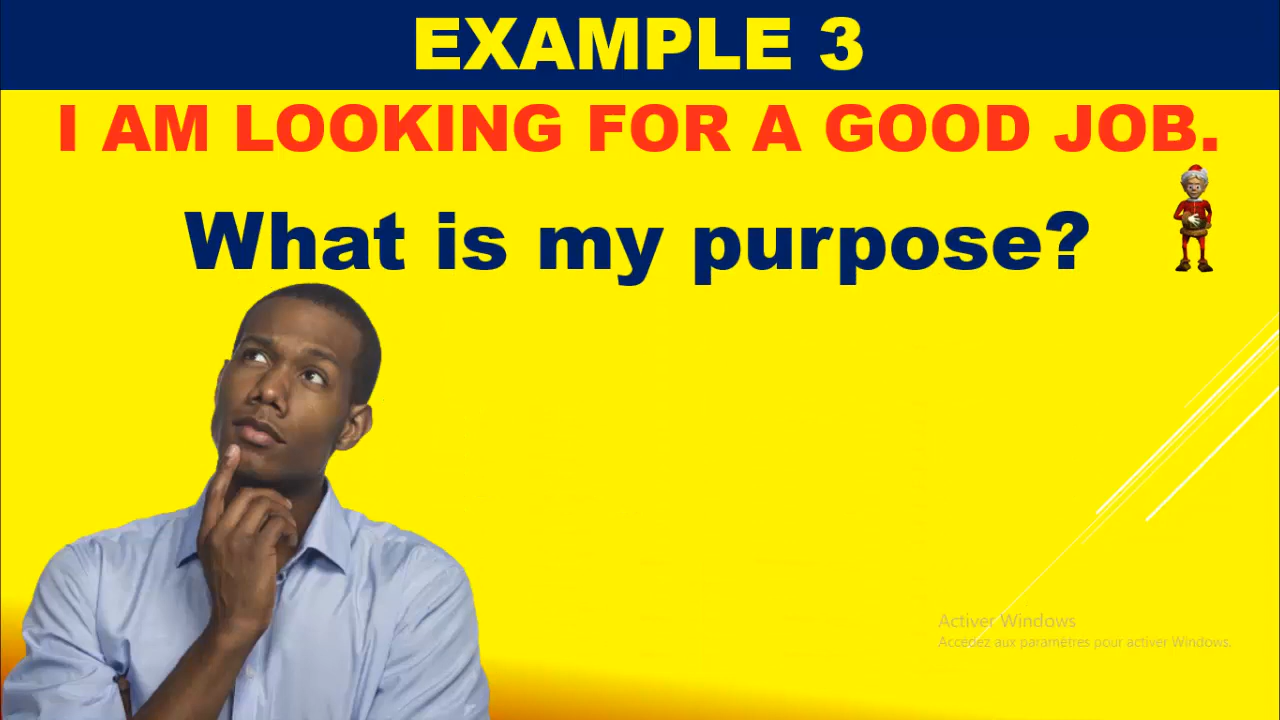 EXAMPLE 3
I AM LOOKING FOR A GOOD JOB.
What is my purpose?
Activer Windows
Accédez aux paramètres pour activer Windows.